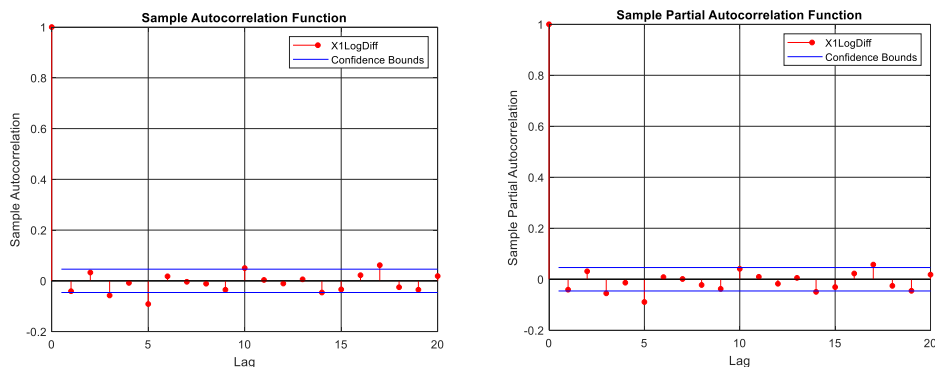 Sample Autocorrelation Function
X1LogDiff
Confidence Bounds
Sample Autocorrelation
1
0.8
0.6
0.4
0.2
0
-0.2
0 5 10 15 20
Lag
Sample Partial Autocorrelation Function
X1LogDiff
Confidence Bounds
Sample Partial Autocorrelation
1
0.8
0.6
0.4
0.2
0
-0.2
0 5 10 15 20
Lag